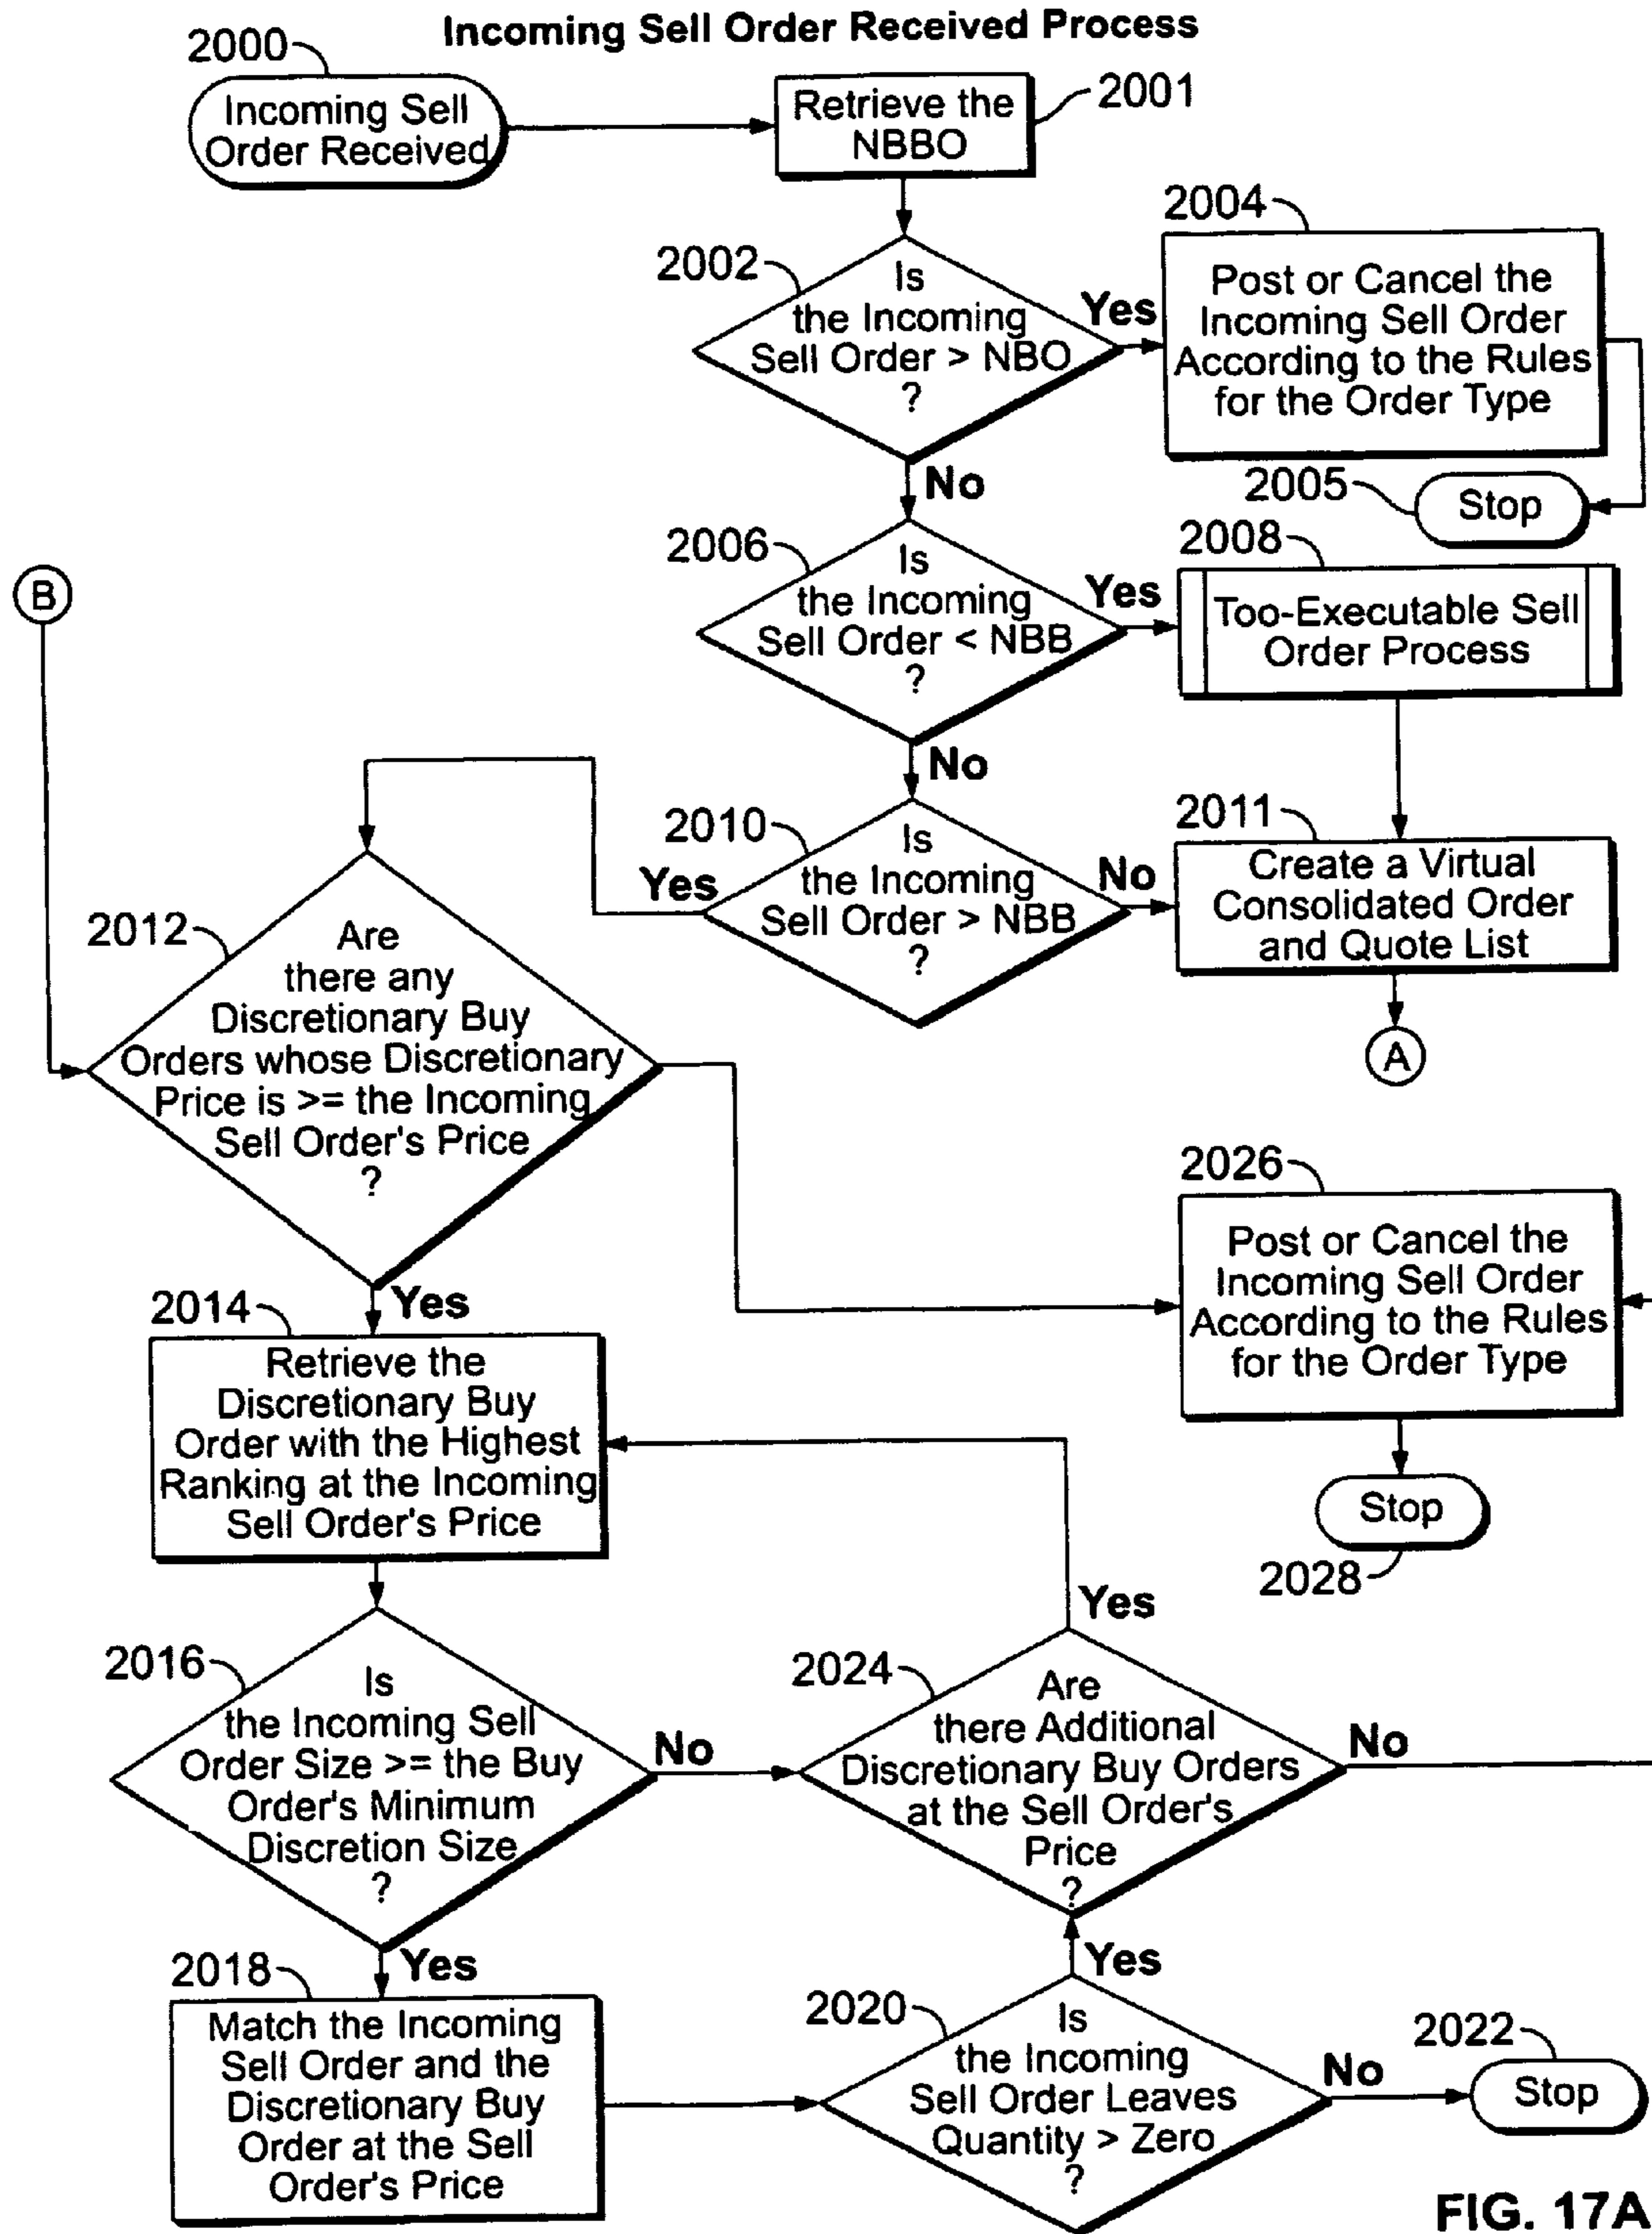 Incoming Sell Order Received Process
2000
Incoming Sell
Order Received
2001
Retrieve the
NBBO
2002
Is
the Incoming
Sell Order > NBO
?
Yes
No
2004
Post or Cancel the
Incoming Sell Order
According to the Rules
for the Order Type
2005
Stop
2006
Is
the Incoming
Sell Order < NBB
?
Yes
No
2008
Too-Executable Sell
Order Process
B
2010
Is
the Incoming
Sell Order > NBB
?
Yes
No
2011
Create a Virtual
Consolidated Order
and Quote List
A
2012
Are
there any
Discretionary Buy
Orders whose Discretionary
Price is >= the Incoming
Sell Order's Price
?
Yes
2026
Post or Cancel the
Incoming Sell Order
According to the Rules
for the Order Type
Stop
2028
2014
Retrieve the
Discretionary Buy
Order with the Highest
Ranking at the Incoming
Sell Order's Price
2016
Is
the Incoming Sell
Order Size >= the Buy
Order's Minimum
Discretion Size
?
No
Yes
2024
Yes
Are
there Additional
Discretionary Buy Orders
at the Sell Order's
Price
?
No
2018
Match the Incoming
Sell Order and the
Discretionary Buy
Order at the Sell
Order's Price
2020
Yes
Is
the Incoming
Sell Order Leaves
Quantity > Zero
?
No
2022
Stop
FIG. 17A